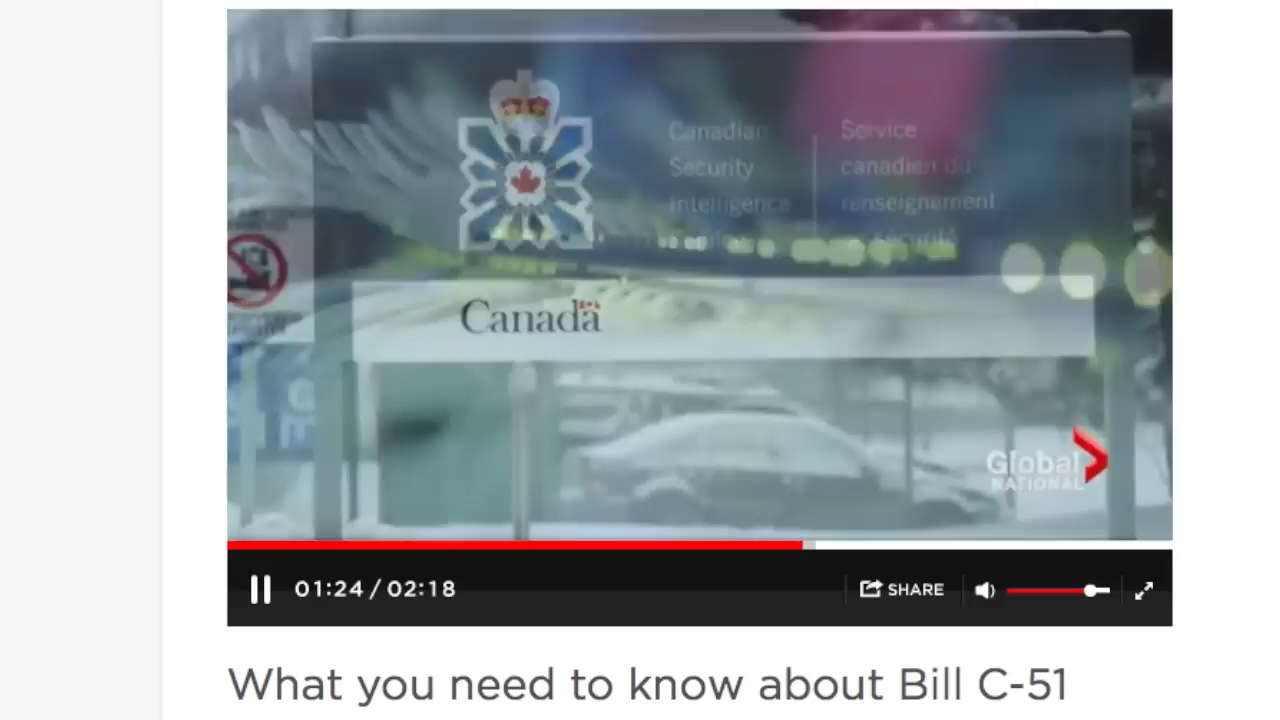 Canadian
Security
Intelligence
Service
canadien du
renseignement
sécurité
Canada
Global
NATIONAL
01:24 / 02:18
SHARE
What you need to know about Bill C-51